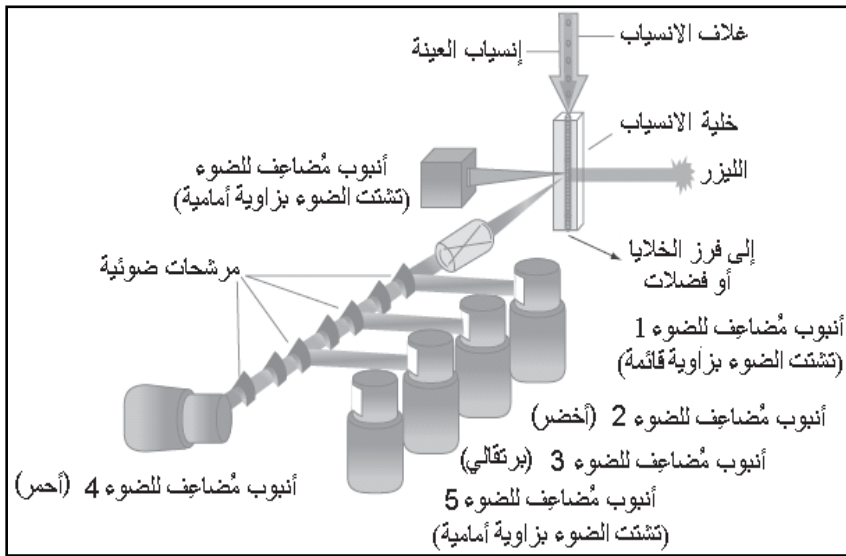 غلاف الانسياب
إنسياب العينة
خلية الانسياب
الليزر
أنبوب مُضاعِف للضوء
(تشتت الضوء بزاوية أمامية)
إلى فرز الخلايا
أو فضلات
مرشحات ضوئية
أنبوب مُضاعِف للضوء 1
(تشتت الضوء بزاوية قائمة)
أنبوب مُضاعِف للضوء 2 (أخضر)
أنبوب مُضاعِف للضوء 3 (برتقالي)
أنبوب مُضاعِف للضوء 4 (أحمر)
أنبوب مُضاعِف للضوء 5
(تشتت الضوء بزاوية أمامية)